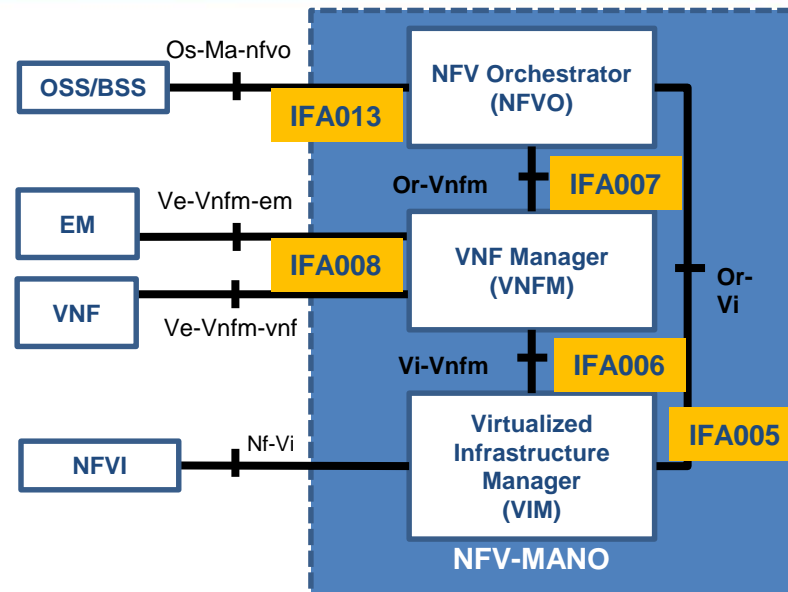 Os-Ma-nfvo
OSS/BSS
NFV Orchestrator
(NFVO)
IFA013
Or-Vnfm
IFA007
Ve-Vnfm-em
EM
IFA008
VNF Manager
(VNFM)
Or-
Vi
VNF
Ve-Vnfm-vnf
Vi-Vnfm
IFA006
Virtualized
Infrastructure
Manager
(VIM)
IFA005
Nf-Vi
NFVI
NFV-MANO